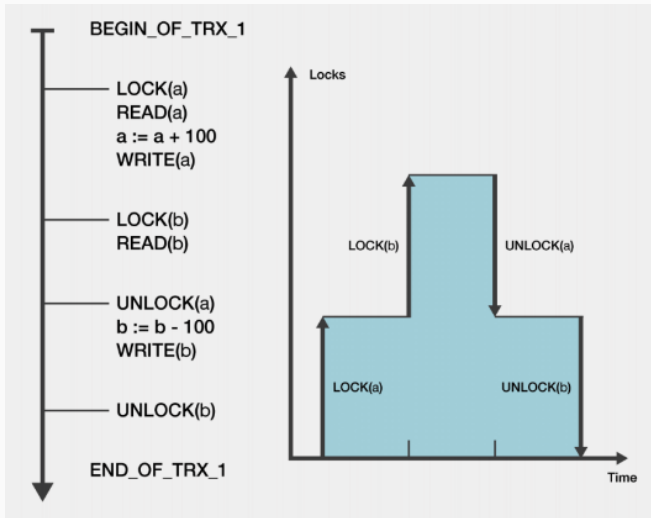 BEGIN_OF_TRX_1
LOCK(a)
READ(a)
a := a + 100
WRITE(a)
LOCK(b)
READ(b)
UNLOCK(a)
b := b - 100
WRITE(b)
UNLOCK(b)
END_OF_TRX_1
Locks
LOCK(b)
UNLOCK(a)
LOCK(a)
UNLOCK(b)
Time